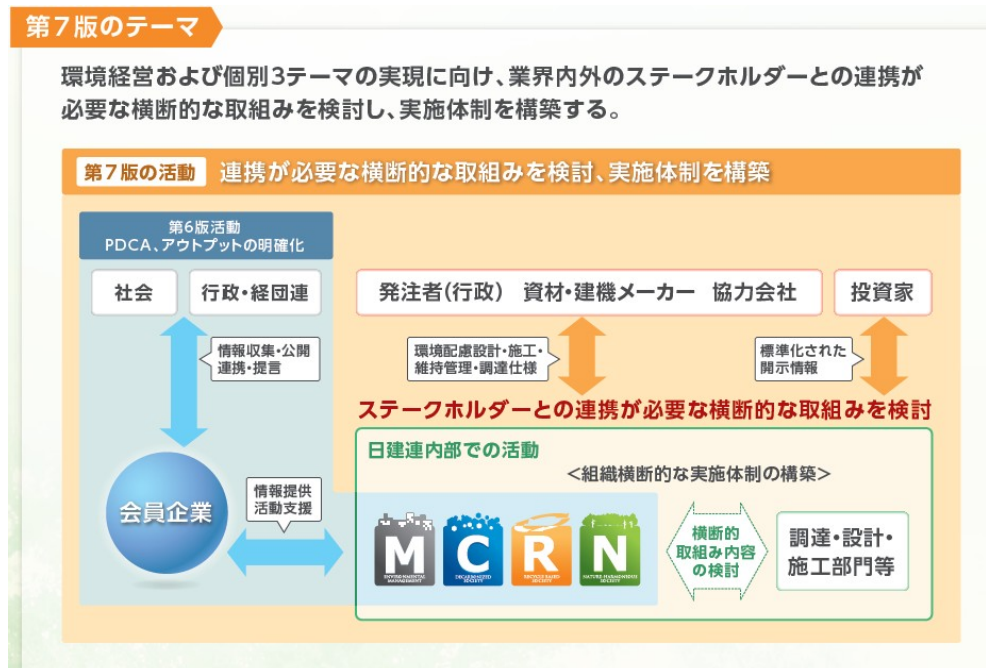 第7版のテーマ
環境経営および個別3テーマの実現に向け、業界内外のステークホルダーとの連携が
必要な横断的な取組みを検討し、実施体制を構築する。
第7版の活動 連携が必要な横断的な取組みを検討、実施体制を構築
第6版活動
PDCA、アウトプットの明確化
社会
行政・経団連
発注者(行政) 資材・建機メーカー 協力会社
投資家
情報収集・公開
連携・提言
環境配慮設計・施工・
維持管理・調達仕様
標準化された
開示情報
ステークホルダーとの連携が必要な横断的な取組みを検討
日建連内部での活動
<組織横断的な実施体制の構築>
会員企業
情報提供
活動支援
M
ENVIRONMENTAL
MANAGEMENT
C
DECARBONIZED
SOCIETY
R
RECYCLE BASED
SOCIETY
N
NATURE HARMONIOUS
SOCIETY
横断的
取組み内容
の検討
調達・設計・
施工部門等